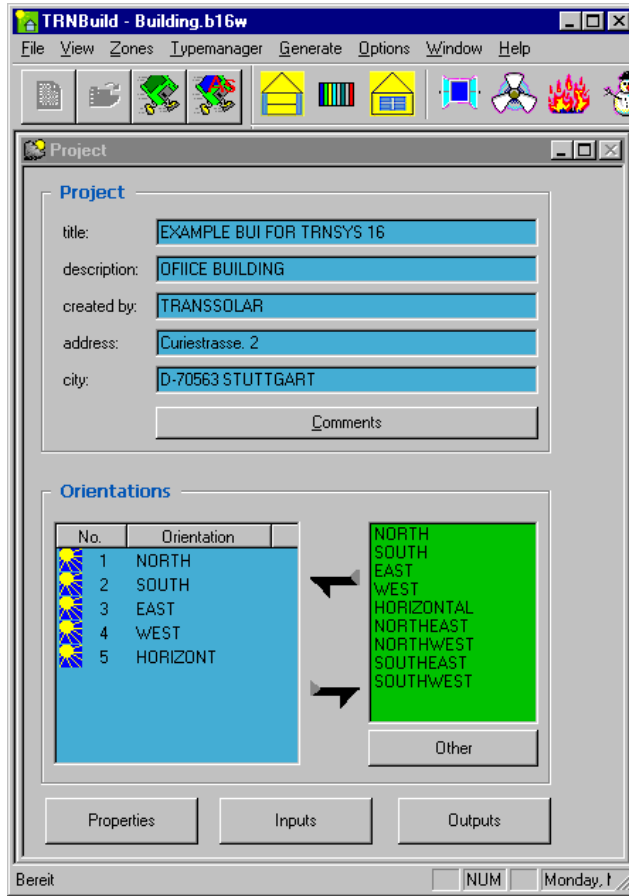 TRNBuild - Building.b16w
File View Zones Typemanager Generate Options Window Help
Project
Project
title: EXAMPLE BUI FOR TRNSYS 16
description: OFIICE BUILDING
created by: TRANSSOLAR
address: Curiestrasse. 2
city: D-70563 STUTTGART
Comments
Orientations
No. Orientation
1 NORTH
2 SOUTH
3 EAST
4 WEST
5 HORIZONT
NORTH
SOUTH
EAST
WEST
HORIZONTAL
NORTHEAST
NORTHWEST
SOUTHEAST
SOUTHWEST
Other
Properties Inputs Outputs
Bereit NUM Monday,